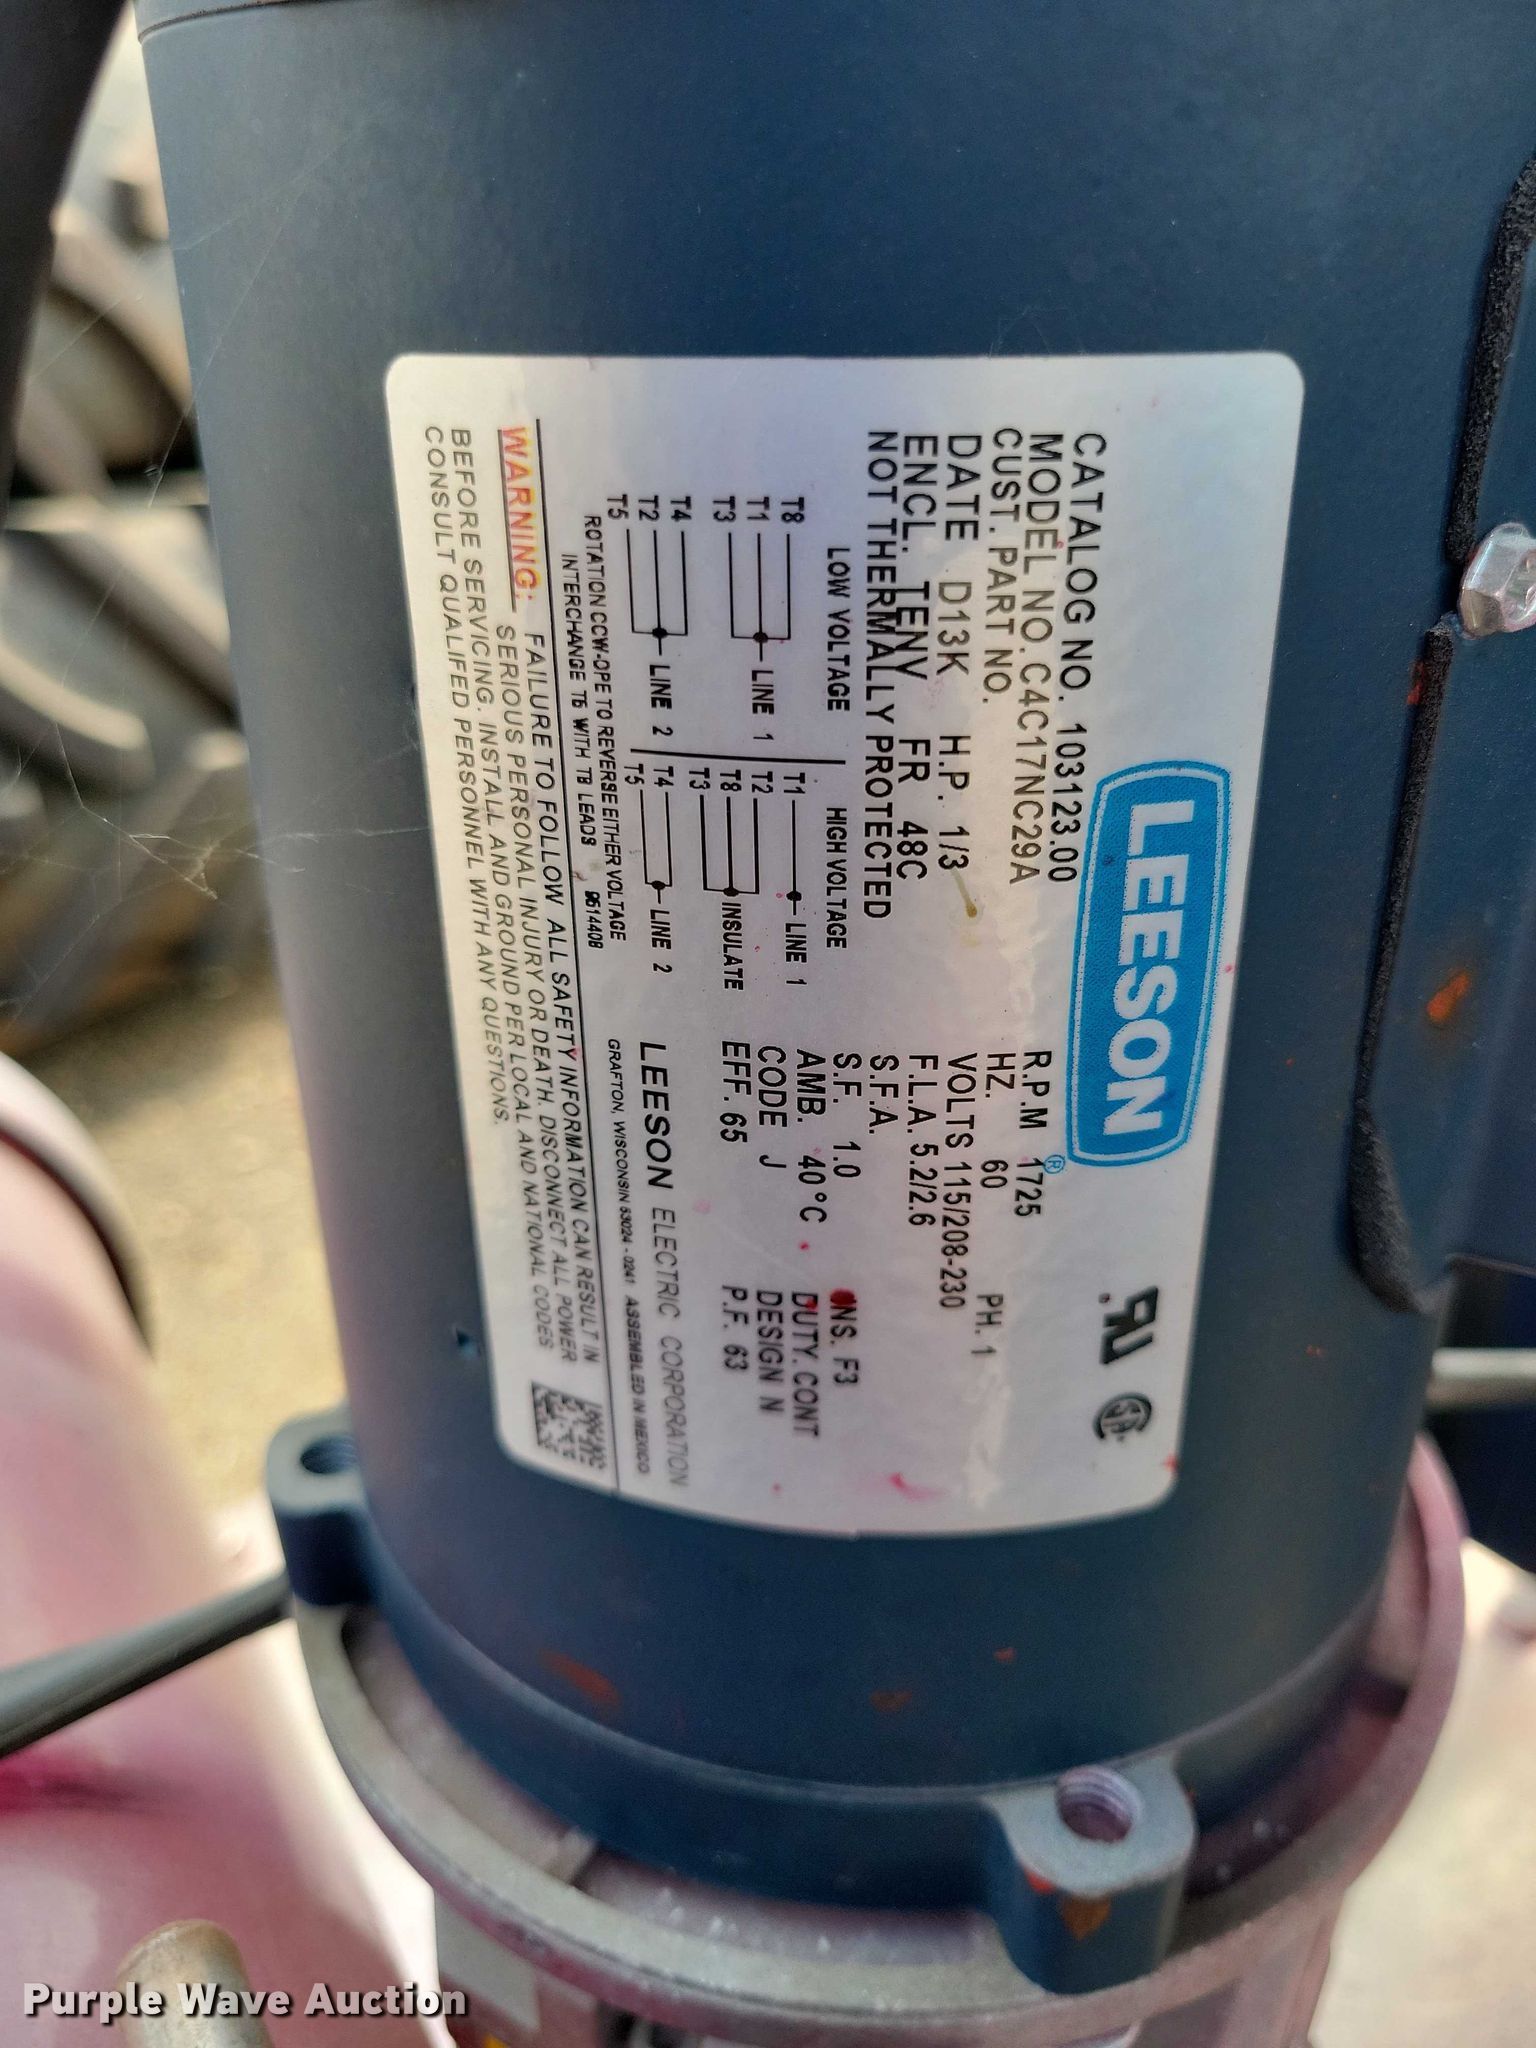 LEESON®
CATALOG NO. 103123.00
MODEL NO. C4C17NC29A
CUST. PART NO.
DATE D13K H.P. 1/3
ENCL. TENV FR 48C
NOT THERMALLY PROTECTED
R.P.M 1725
HZ. 60 PH. 1
VOLTS 115/208-230
F.L.A. 5.2/2.6
S.F.A.
S.F. 1.0 INS. F3
AMB. 40°C DUTY. CONT
CODE J DESIGN N
EFF. 65 P.F. 63
LOW VOLTAGE
T8
T1 LINE 1
T3
T4
T2 LINE 2
T5
HIGH VOLTAGE
T1 LINE 1
T2
T8 INSULATE
T3
T4 LINE 2
T5
ROTATION CCW-OPE TO REVERSE EITHER VOLTAGE
INTERCHANGE T5 WITH T8 LEADS 951440B
LEESON ELECTRIC CORPORATION
GRAFTON, WISCONSIN 53024 - 0241 ASSEMBLED IN MEXICO
WARNING: FAILURE TO FOLLOW ALL SAFETY INFORMATION CAN RESULT IN
SERIOUS PERSONAL INJURY OR DEATH. DISCONNECT ALL POWER
BEFORE SERVICING. INSTALL AND GROUND PER LOCAL AND NATIONAL CODES
CONSULT QUALIFED PERSONNEL WITH ANY QUESTIONS.
Purple Wave Auction